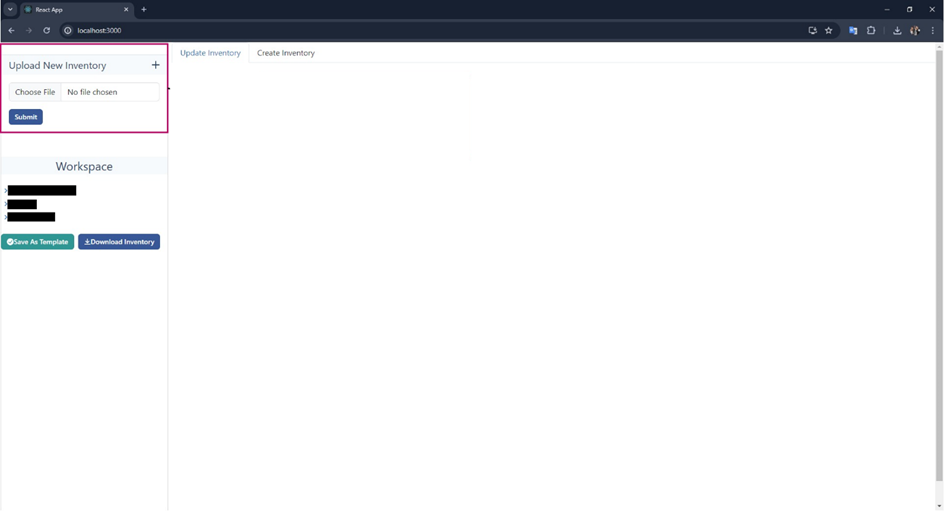 React App
localhost:3000
Update Inventory Create Inventory
Upload New Inventory
Choose File No file chosen
Submit
Workspace
Save As Template Download Inventory